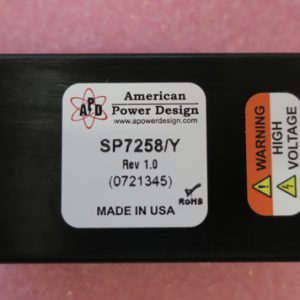 APD
American
Power Design
www.apowerdesign.com
SP7258/Y
Rev 1.0
(0721345)
RoHS
MADE IN USA
WARNING
HIGH
VOLTAGE